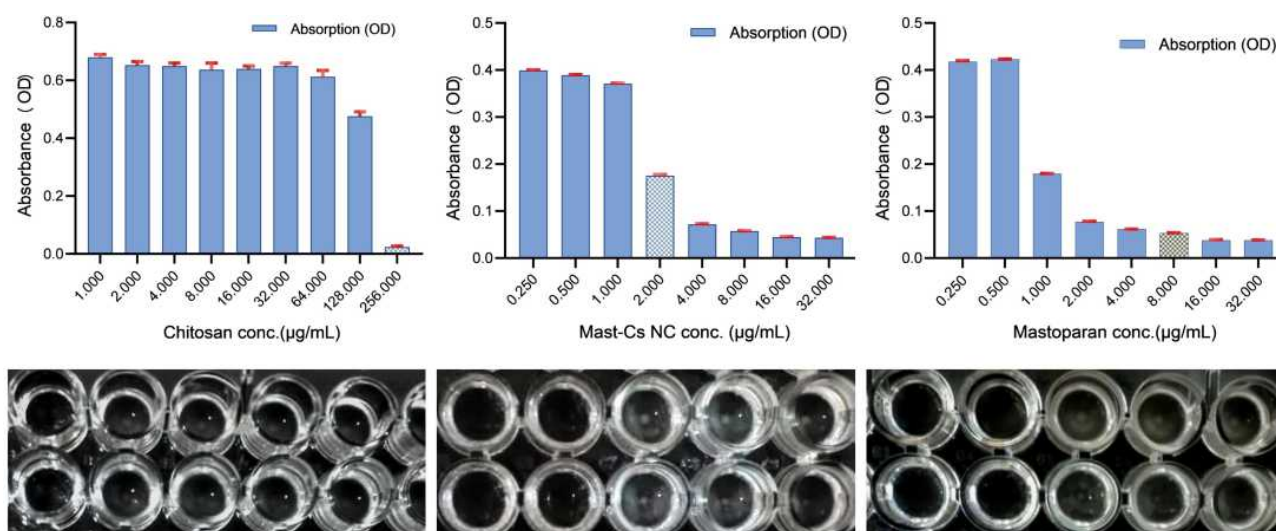 Absorption (OD)
Absorbance ( OD)
0.8
0.6
0.4
0.2
0.0
1.000 2.000 4.000 8.000 16.000 32.000 64.000 128.000 256.000
Chitosan conc.(µg/mL)
Absorption (OD)
Absorbance ( OD)
0.5
0.4
0.3
0.2
0.1
0.0
0.250 0.500 1.000 2.000 4.000 8.000 16.000 32.000
Mast-Cs NC conc. (µg/mL)
Absorption (OD)
Absorbance ( OD)
0.5
0.4
0.3
0.2
0.1
0.0
0.250 0.500 1.000 2.000 4.000 8.000 16.000 32.000
Mastoparan conc.(µg/mL)